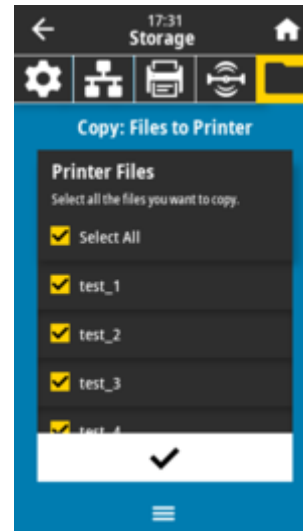 17:31
Storage
Copy: Files to Printer
Printer Files
Select all the files you want to copy.
Select All
test_1
test_2
test_3
test_4